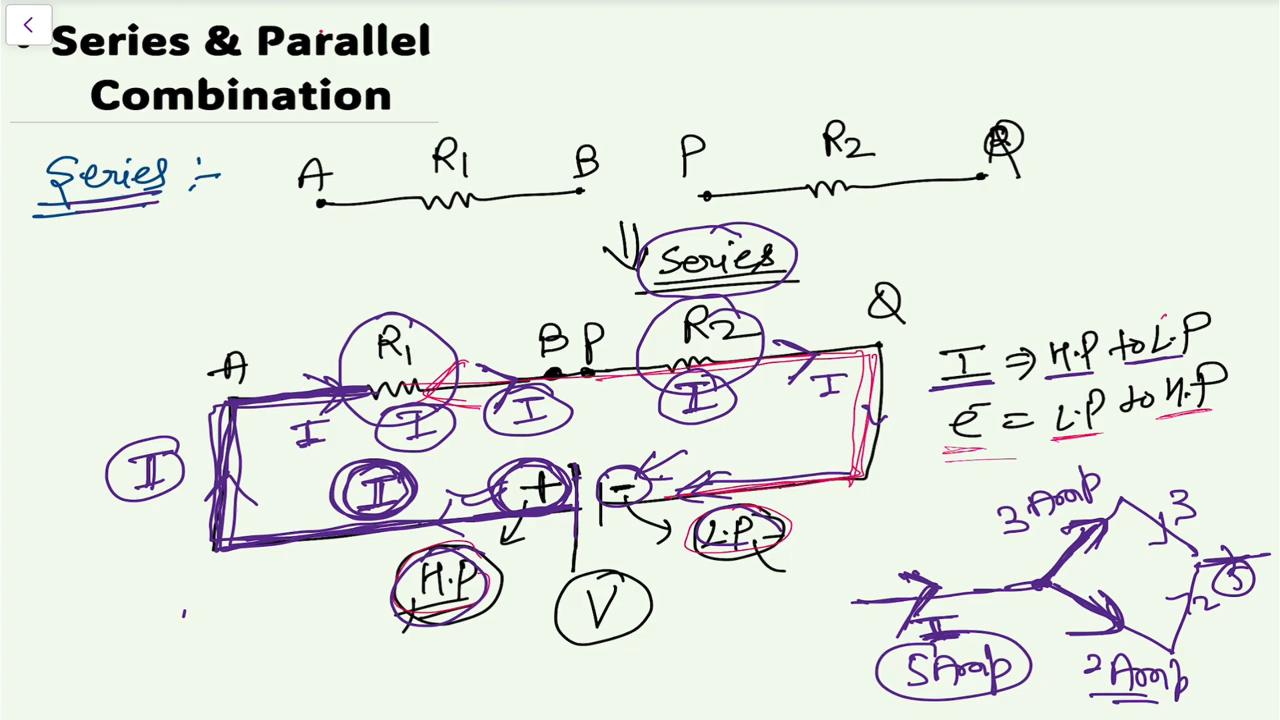 • Series & Parallel
Combination
Series :-
A R1 B P R2 Q
Series
A R1 B P R2 Q
I I I I I
I ⇒ H.P to L.P
e⁻ = L.P to H.P
I I + -
H.P L.P
V
3 Amp 3
I 2 5
5 Amp 2 Amp